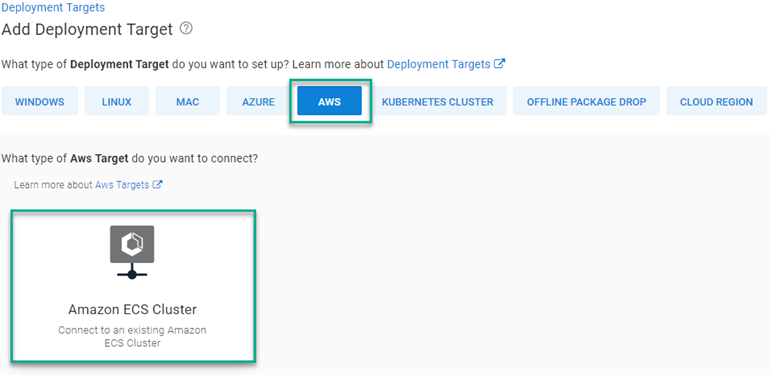 Deployment Targets
Add Deployment Target ?
What type of Deployment Target do you want to set up? Learn more about Deployment Targets
WINDOWS LINUX MAC AZURE AWS KUBERNETES CLUSTER OFFLINE PACKAGE DROP CLOUD REGION
What type of Aws Target do you want to connect?
Learn more about Aws Targets
Amazon ECS Cluster
Connect to an existing Amazon
ECS Cluster